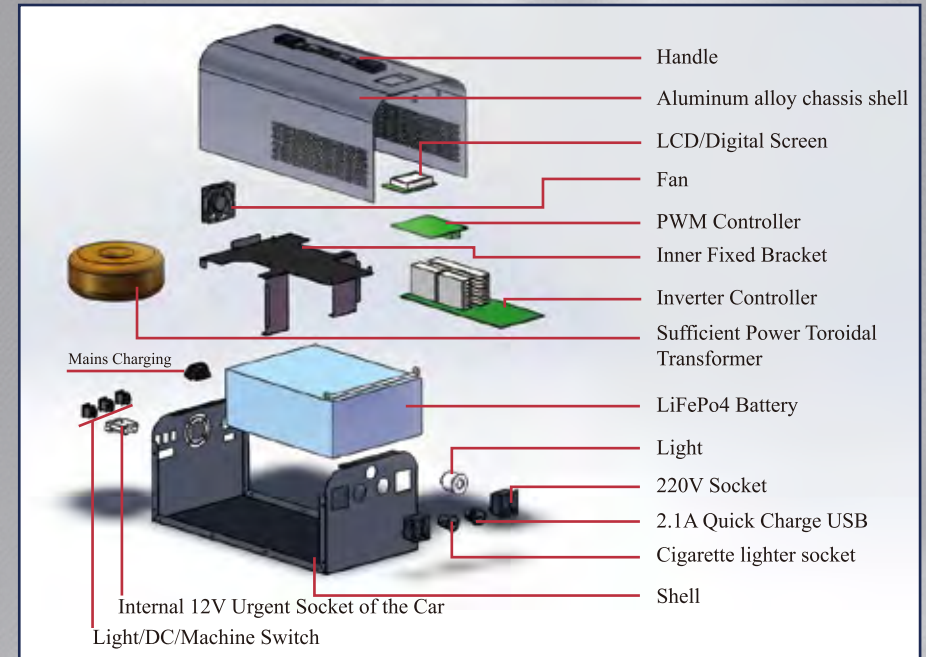 Handle
Aluminum alloy chassis shell
LCD/Digital Screen
Fan
PWM Controller
Inner Fixed Bracket
Inverter Controller
Sufficient Power Toroidal
Transformer
Mains Charging
LiFePo4 Battery
Light
220V Socket
2.1A Quick Charge USB
Cigarette lighter socket
Shell
Internal 12V Urgent Socket of the Car
Light/DC/Machine Switch